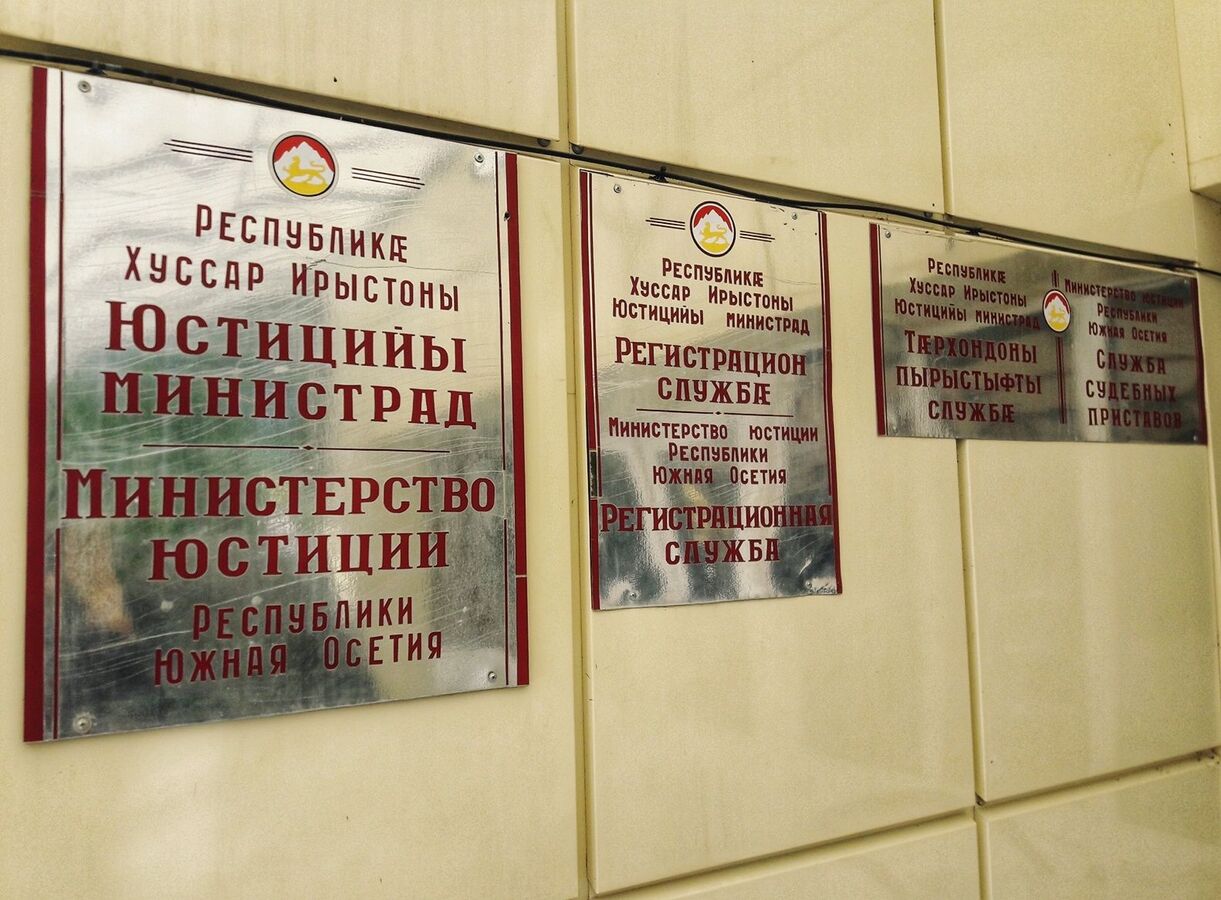 Республикæ
Хуссар Ирыстоны
Юстицийы
министрад
Министерство
юстиции
Республики
Южная Осетия
Республикæ
Хуссар Ирыстоны
Юстицийы министрад
Регистрацион
службæ
Министерство юстиции
Республики
Южная Осетия
Регистрационная
служба
Республикæ
Хуссар Ирыстоны
Юстицийы министрад
Тæрхондоны
пырыстыфты
службæ
Министерство юстиции
Республики
Южная Осетия
Служба
судебных
приставов